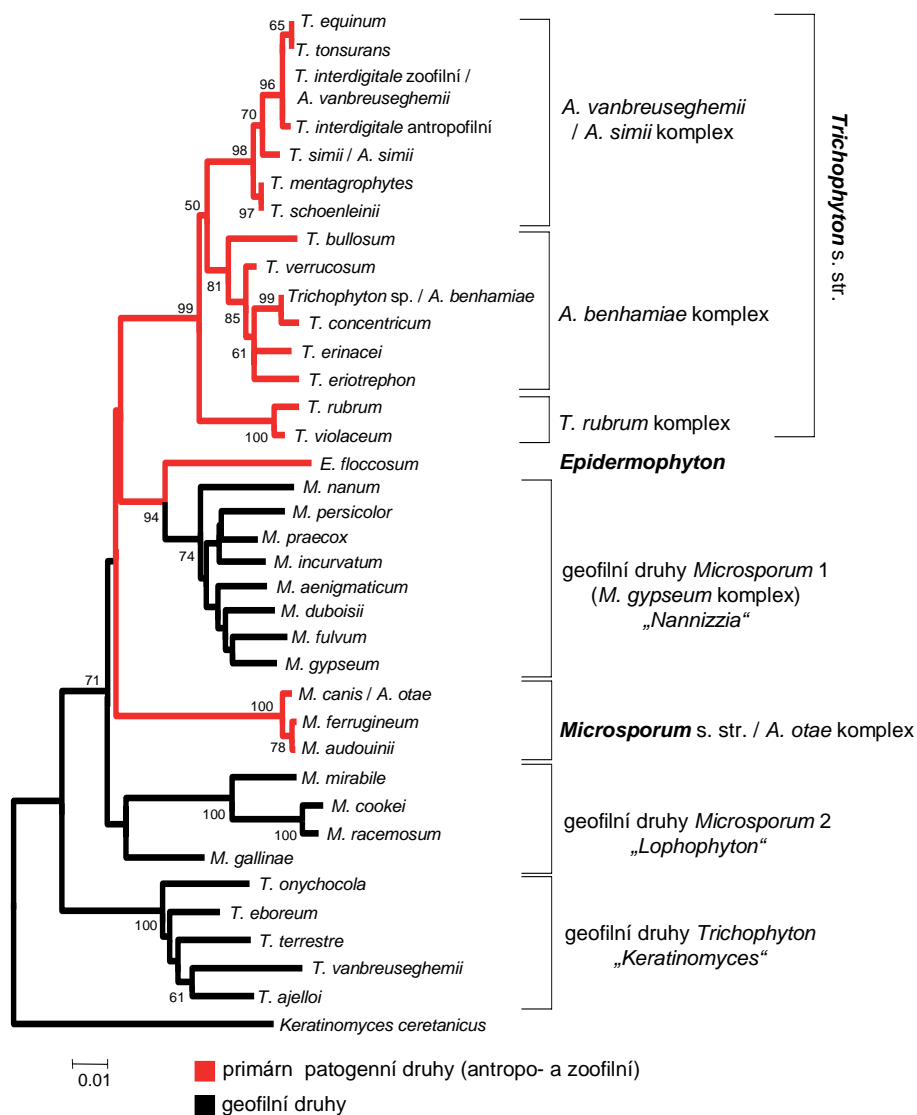 65
T. equinum
T. tonsurans
T. interdigitale zoofilní /
A. vanbreuseghemii
96
T. interdigitale antropofilní
70
T. simii / A. simii
98
T. mentagrophytes
97
T. schoenleinii
A. vanbreuseghemii
/ A. simii komplex
50
T. bullosum
T. verrucosum
81
99
Trichophyton sp. / A. benhamiae
85
T. concentricum
61
T. erinacei
T. eriotrephon
A. benhamiae komplex
99
T. rubrum
100
T. violaceum
T. rubrum komplex
Trichophyton s. str.
E. floccosum
Epidermophyton
94
M. nanum
M. persicolor
74
M. praecox
M. incurvatum
M. aenigmaticum
M. duboisii
M. fulvum
M. gypseum
geofilní druhy Microsporum 1
(M. gypseum komplex)
„Nannizzia“
71
100
M. canis / A. otae
M. ferrugineum
78
M. audouinii
Microsporum s. str. / A. otae komplex
M. mirabile
100
M. cookei
100
M. racemosum
M. gallinae
geofilní druhy Microsporum 2
„Lophophyton“
T. onychocola
100
T. eboreum
T. terrestre
T. vanbreuseghemii
61
T. ajelloi
geofilní druhy Trichophyton
„Keratinomyces“
Keratinomyces ceretanicus
0.01
primárn patogenní druhy (antropo- a zoofilní)
geofilní druhy